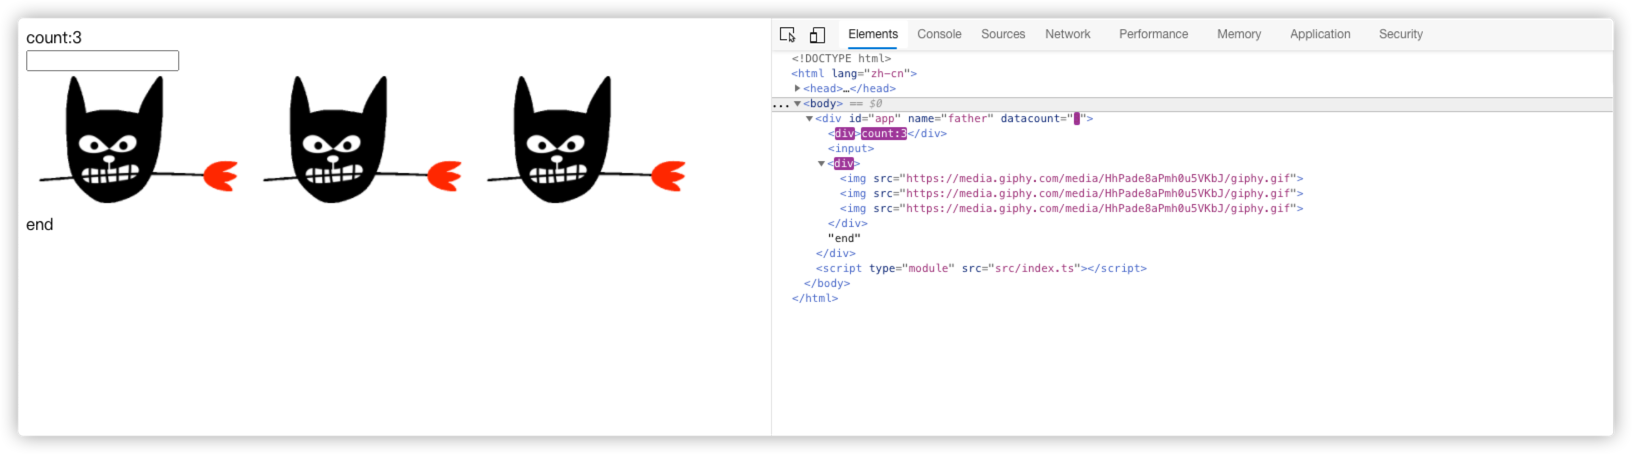 count:3
end
Elements Console Sources Network Performance Memory Application Security
<!DOCTYPE html>
<html lang="zh-cn">
<head>…</head>
... <body> == $0
<div id="app" name="father" datacount=" ">
<div>count:3</div>
<input>
<div>
<img src="https://media.giphy.com/media/HhPade8aPmh0u5VKbJ/giphy.gif">
<img src="https://media.giphy.com/media/HhPade8aPmh0u5VKbJ/giphy.gif">
<img src="https://media.giphy.com/media/HhPade8aPmh0u5VKbJ/giphy.gif">
</div>
"end"
</div>
<script type="module" src="src/index.ts"></script>
</body>
</html>